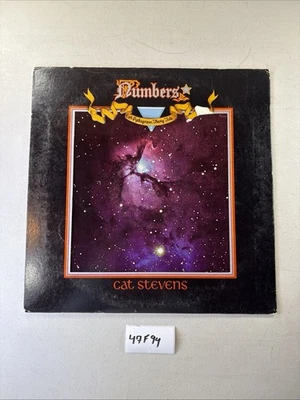 Numbers
A Pythagorean Theory Tale
Cat Stevens
49F94